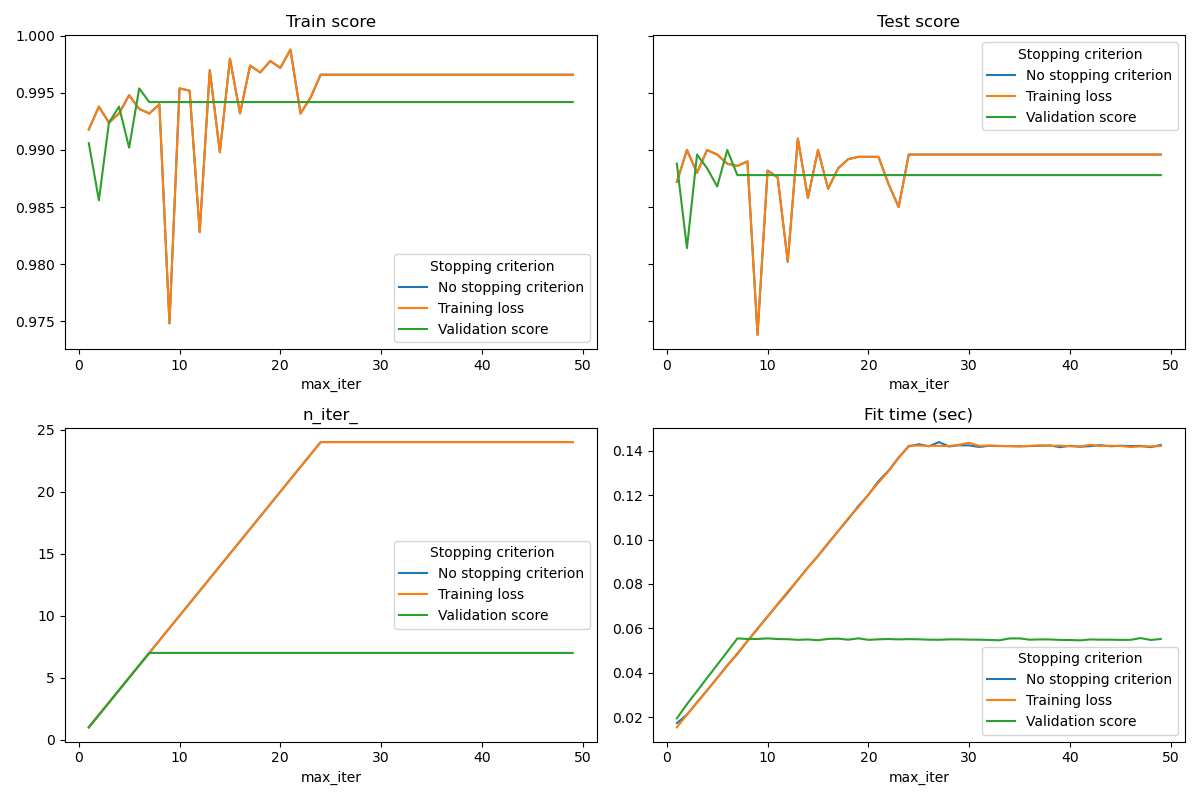 Train score
1.000
0.995
0.990
0.985
0.980
0.975
Stopping criterion
No stopping criterion
Training loss
Validation score
0 10 20 30 40 50
max_iter
Test score
Stopping criterion
No stopping criterion
Training loss
Validation score
0 10 20 30 40 50
max_iter
n_iter_
25
20
15
10
5
0
Stopping criterion
No stopping criterion
Training loss
Validation score
0 10 20 30 40 50
max_iter
Fit time (sec)
0.14
0.12
0.10
0.08
0.06
0.04
0.02
Stopping criterion
No stopping criterion
Training loss
Validation score
0 10 20 30 40 50
max_iter